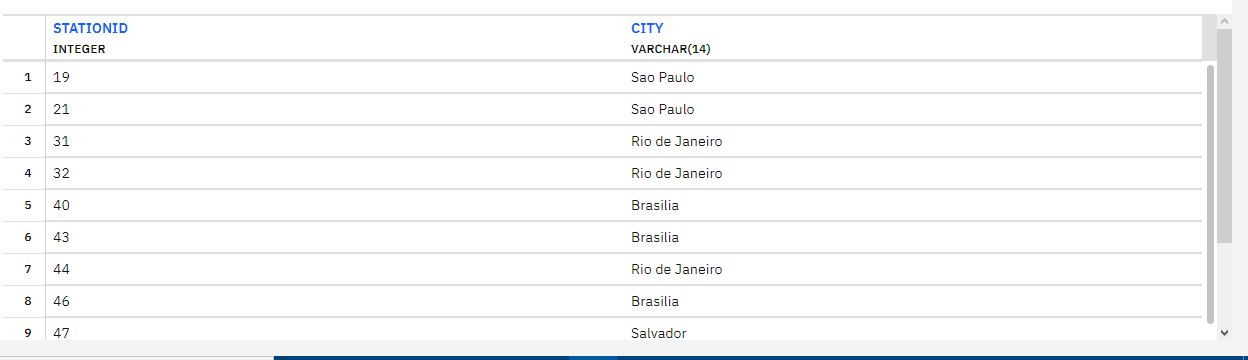 STATIONID CITY
INTEGER VARCHAR(14)
1 19 Sao Paulo
2 21 Sao Paulo
3 31 Rio de Janeiro
4 32 Rio de Janeiro
5 40 Brasilia
6 43 Brasilia
7 44 Rio de Janeiro
8 46 Brasilia
9 47 Salvador